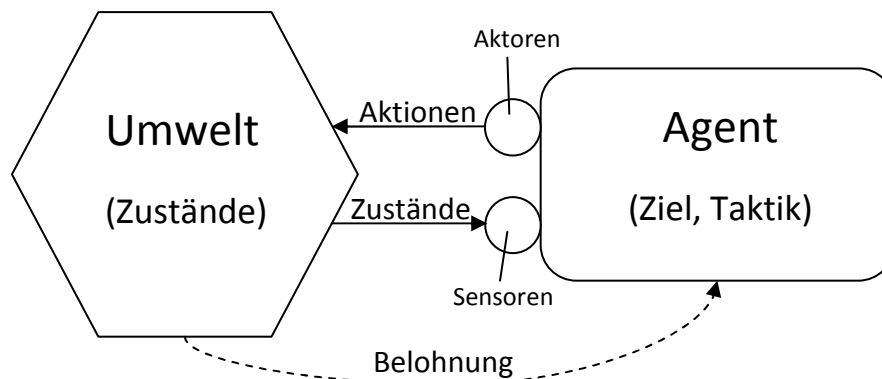 Umwelt
(Zustände)
Aktionen
Zustände
Aktoren
Sensoren
Agent
(Ziel, Taktik)
Belohnung